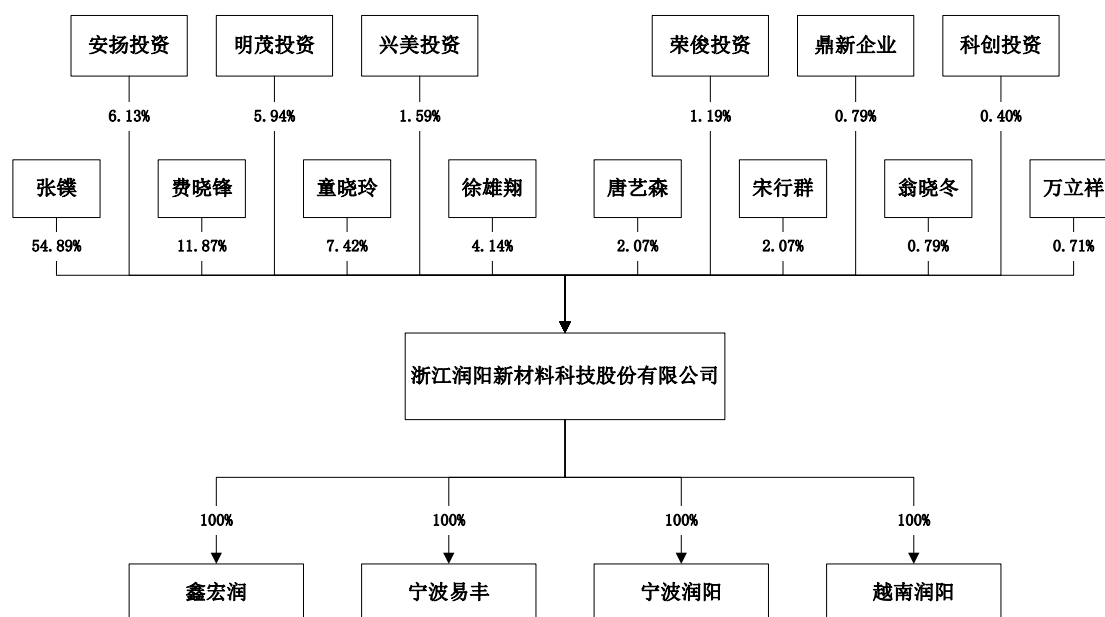 安扬投资
明茂投资
兴美投资
荣俊投资
鼎新企业
科创投资
6.13%
5.94%
1.59%
1.19%
0.79%
0.40%
张镤
费晓锋
童晓玲
徐雄翔
唐艺森
宋行群
翁晓冬
万立祥
54.89%
11.87%
7.42%
4.14%
2.07%
2.07%
0.79%
0.71%
浙江润阳新材料科技股份有限公司
100%
100%
100%
100%
鑫宏润
宁波易丰
宁波润阳
越南润阳